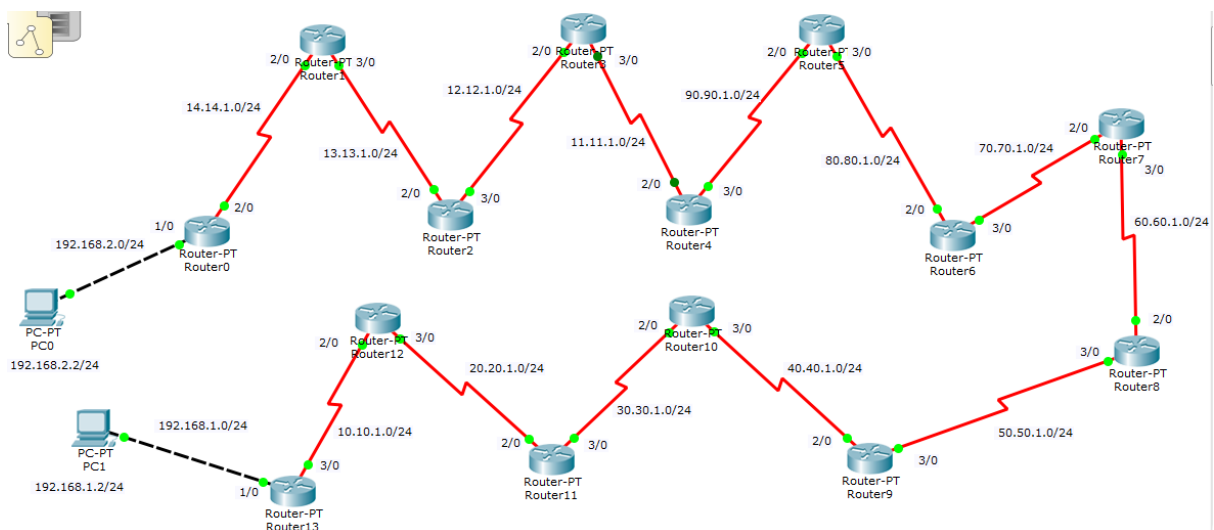 2/0
Router-PT
3/0
Router1
14.14.1.0/24
13.13.1.0/24
2/0
1/0
192.168.2.0/24
Router-PT
Router0
PC-PT
PC0
192.168.2.2/24
2/0
3/0
Router-PT
Router2
12.12.1.0/24
2/0
Router-PT
Router3
3/0
11.11.1.0/24
2/0
3/0
Router-PT
Router4
90.90.1.0/24
2/0
Router-PT
3/0
Router5
80.80.1.0/24
2/0
3/0
Router-PT
Router6
70.70.1.0/24
2/0
Router-PT
Router7
3/0
60.60.1.0/24
2/0
3/0
Router-PT
Router8
50.50.1.0/24
2/0
3/0
Router-PT
Router9
40.40.1.0/24
2/0
Router-PT
3/0
Router10
30.30.1.0/24
2/0
3/0
Router-PT
Router11
20.20.1.0/24
2/0
Router-PT
3/0
Router12
10.10.1.0/24
3/0
1/0
Router-PT
Router13
192.168.1.0/24
PC-PT
PC1
192.168.1.2/24